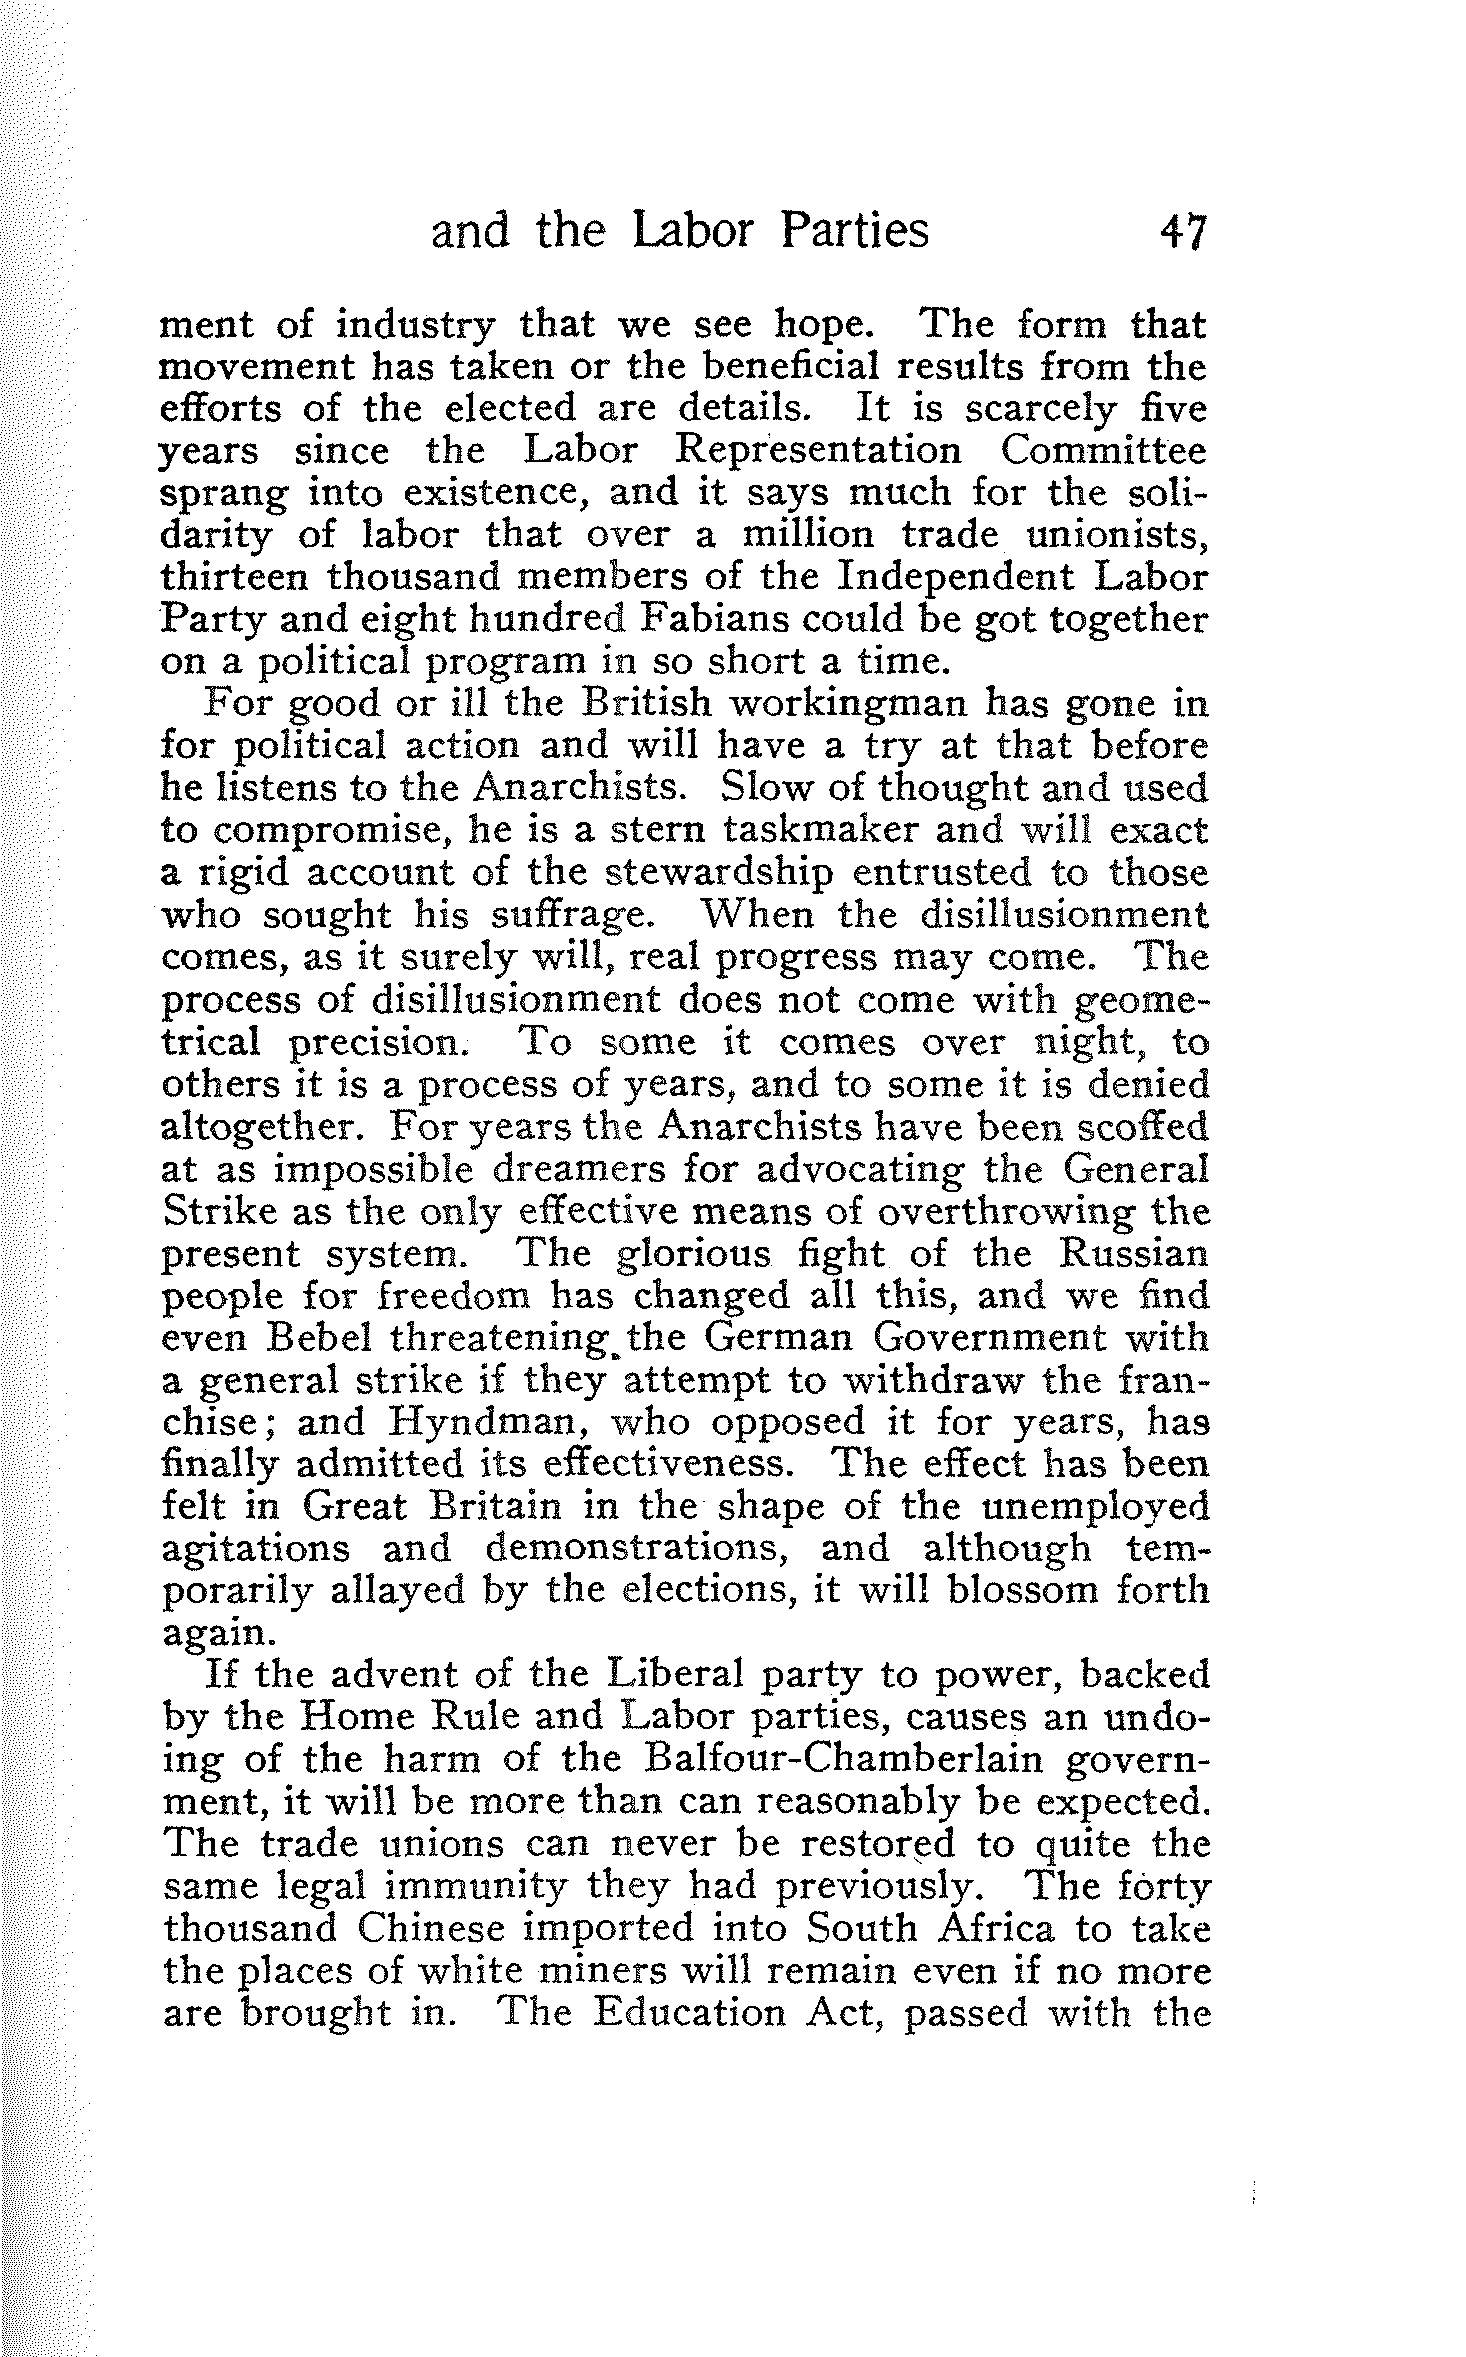 and the Labor Parties 47
ment of industry that we see hope. The form that
movement has taken or the beneficial results from the
efforts of the elected are details. It is scarcely five
years since the Labor Representation Committee
sprang into existence, and it says much for the soli-
darity of labor that over a million trade unionists,
thirteen thousand members of the Independent Labor
Party and eight hundred Fabians could be got together
on a political program in so short a time.
For good or ill the British workingman has gone in
for political action and will have a try at that before
he listens to the Anarchists. Slow of thought and used
to compromise, he is a stern taskmaker and will exact
a rigid account of the stewardship entrusted to those
who sought his suffrage. When the disillusionment
comes, as it surely will, real progress may come. The
process of disillusionment does not come with geome-
trical precision. To some it comes over night, to
others it is a process of years, and to some it is denied
altogether. For years the Anarchists have been scoffed
at as impossible dreamers for advocating the General
Strike as the only effective means of overthrowing the
present system. The glorious fight of the Russian
people for freedom has changed all this, and we find
even Bebel threatening the German Government with
a general strike if they attempt to withdraw the fran-
chise; and Hyndman, who opposed it for years, has
finally admitted its effectiveness. The effect has been
felt in Great Britain in the shape of the unemployed
agitations and demonstrations, and although tem-
porarily allayed by the elections, it will blossom forth
again.
If the advent of the Liberal party to power, backed
by the Home Rule and Labor parties, causes an undo-
ing of the harm of the Balfour-Chamberlain govern-
ment, it will be more than can reasonably be expected.
The trade unions can never be restored to quite the
same legal immunity they had previously. The forty
thousand Chinese imported into South Africa to take
the places of white miners will remain even if no more
are brought in. The Education Act, passed with the